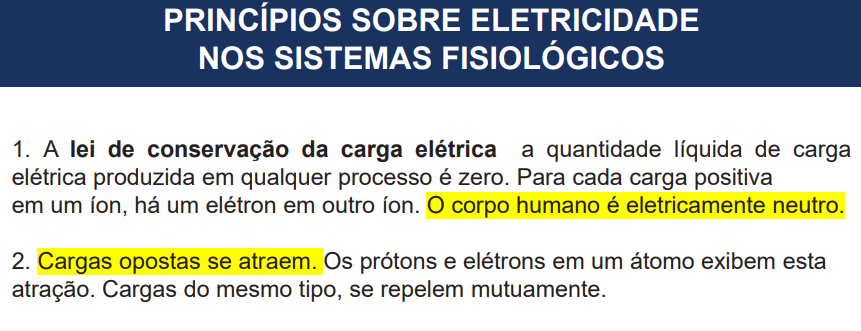 PRINCÍPIOS SOBRE ELETRICIDADE
NOS SISTEMAS FISIOLÓGICOS
1. A lei de conservação da carga elétrica a quantidade líquida de carga
elétrica produzida em qualquer processo é zero. Para cada carga positiva
em um íon, há um elétron em outro íon. O corpo humano é eletricamente neutro.
2. Cargas opostas se atraem. Os prótons e elétrons em um átomo exibem esta
atração. Cargas do mesmo tipo, se repelem mutuamente.